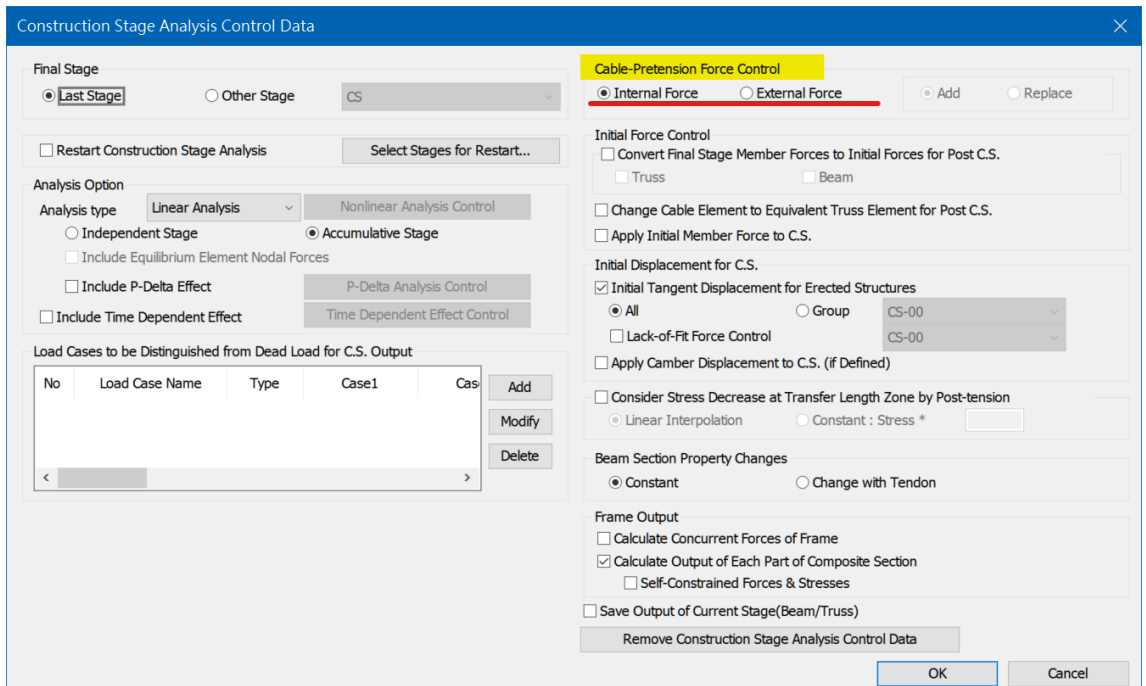 Construction Stage Analysis Control Data
Final Stage
Last Stage
Other Stage
CS
Restart Construction Stage Analysis
Select Stages for Restart...
Analysis Option
Analysis type
Linear Analysis
Nonlinear Analysis Control
Independent Stage
Accumulative Stage
Include Equilibrium Element Nodal Forces
Include P-Delta Effect
P-Delta Analysis Control
Include Time Dependent Effect
Time Dependent Effect Control
Load Cases to be Distinguished from Dead Load for C.S. Output
No Load Case Name Type Case1 Cas
Add
Modify
Delete
Cable-Pretension Force Control
Internal Force
External Force
Add
Replace
Initial Force Control
Convert Final Stage Member Forces to Initial Forces for Post C.S.
Truss
Beam
Change Cable Element to Equivalent Truss Element for Post C.S.
Apply Initial Member Force to C.S.
Initial Displacement for C.S.
Initial Tangent Displacement for Erected Structures
All
Group
CS-00
Lack-of-Fit Force Control
CS-00
Apply Camber Displacement to C.S. (if Defined)
Consider Stress Decrease at Transfer Length Zone by Post-tension
Linear Interpolation
Constant : Stress *
Beam Section Property Changes
Constant
Change with Tendon
Frame Output
Calculate Concurrent Forces of Frame
Calculate Output of Each Part of Composite Section
Self-Constrained Forces & Stresses
Save Output of Current Stage(Beam/Truss)
Remove Construction Stage Analysis Control Data
OK
Cancel